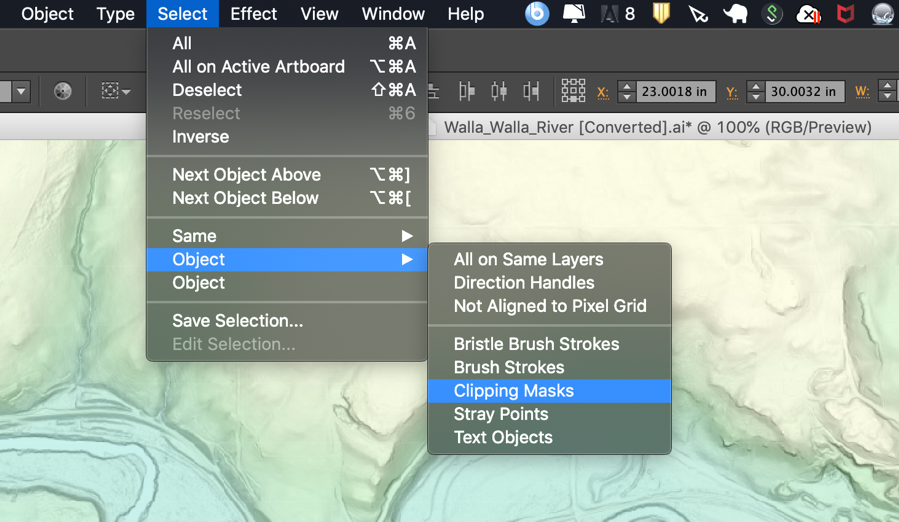 Object Type Select Effect View Window Help 8
X: 23.0018 in Y: 30.0032 in W:
Walla_Walla_River [Converted].ai* @ 100% (RGB/Preview)
All ⌘A
All on Active Artboard ⌥⌘A
Deselect ⇧⌘A
Reselect ⌘6
Inverse
Next Object Above ⌥⌘]
Next Object Below ⌥⌘[
Same ▶
Object ▶
Object
Save Selection...
Edit Selection...
All on Same Layers
Direction Handles
Not Aligned to Pixel Grid
Bristle Brush Strokes
Brush Strokes
Clipping Masks
Stray Points
Text Objects